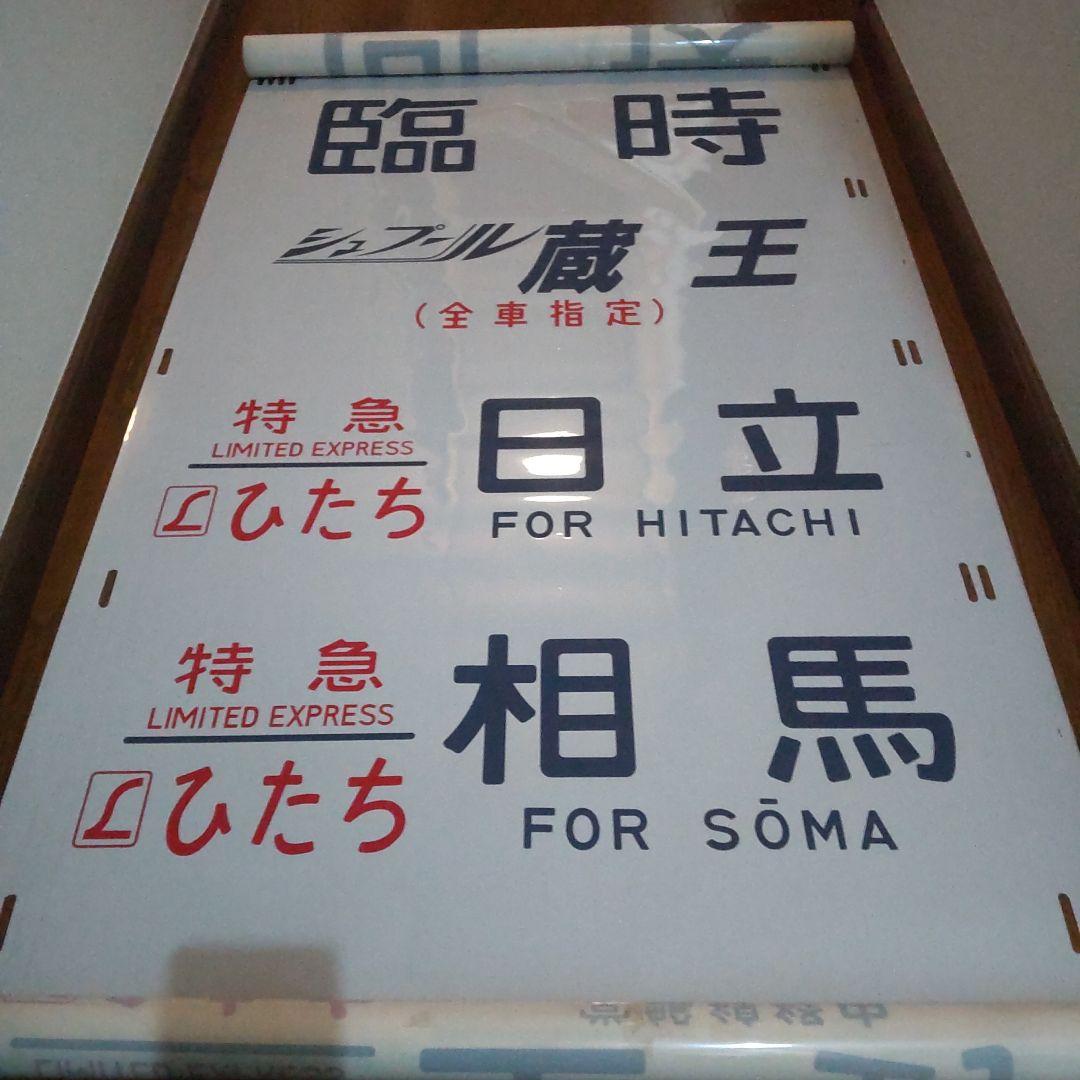 臨時
シュプール蔵王
(全車指定)
特急
LIMITED EXPRESS
ひたち
日立
FOR HITACHI
特急
LIMITED EXPRESS
ひたち
相馬
FOR SŌMA